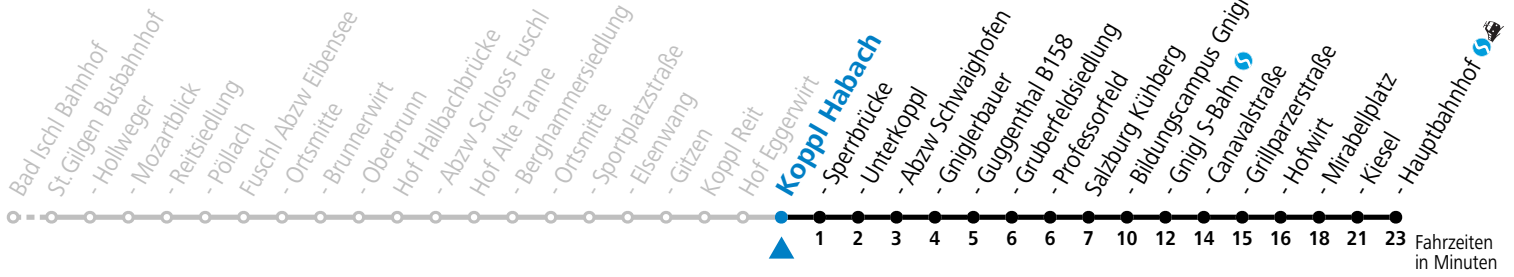 Bad Ischl Bahnhof
St.Gilgen Busbahnhof
- Hollweger
- Mozartblick
- Reitsiedlung
- Pöllach
Fuschl Abzw Eibensee
- Ortsmitte
- Brunnerwirt
- Oberbrunn
Hof Hallbachbrücke
- Abzw Schloss Fuschl
Hof Alte Tanne
- Berghammersiedlung
- Ortsmitte
- Sportplatzstraße
- Elsenwang
- Gitzen
Koppl Reit
Hof Eggerwirt
Koppl Habach
- Sperrbrücke
- Unterkoppl
- Abzw Schwaighofen
- Gniglerbauer
- Guggenthal B158
- Gruberfeldsiedlung
- Professorfeld
Salzburg Kühberg
- Bildungscampus Gnigl
- Gnigl S-Bahn
- Canavalstraße
- Grillparzerstraße
- Hofwirt
- Mirabellplatz
- Kiesel
- Hauptbahnhof
1 2 3 4 5 6 6 7 10 12 14 15 16 18 21 23 Fahrzeiten
in Minuten